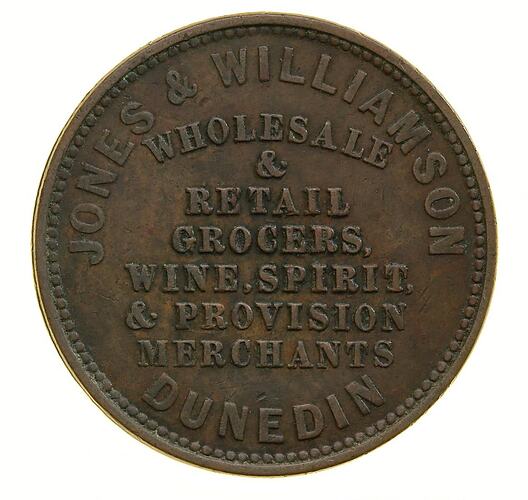 JONES & WILLIAMSON
WHOLESALE
&
RETAIL
GROCERS,
WINE, SPIRIT,
& PROVISION
MERCHANTS
DUNEDIN